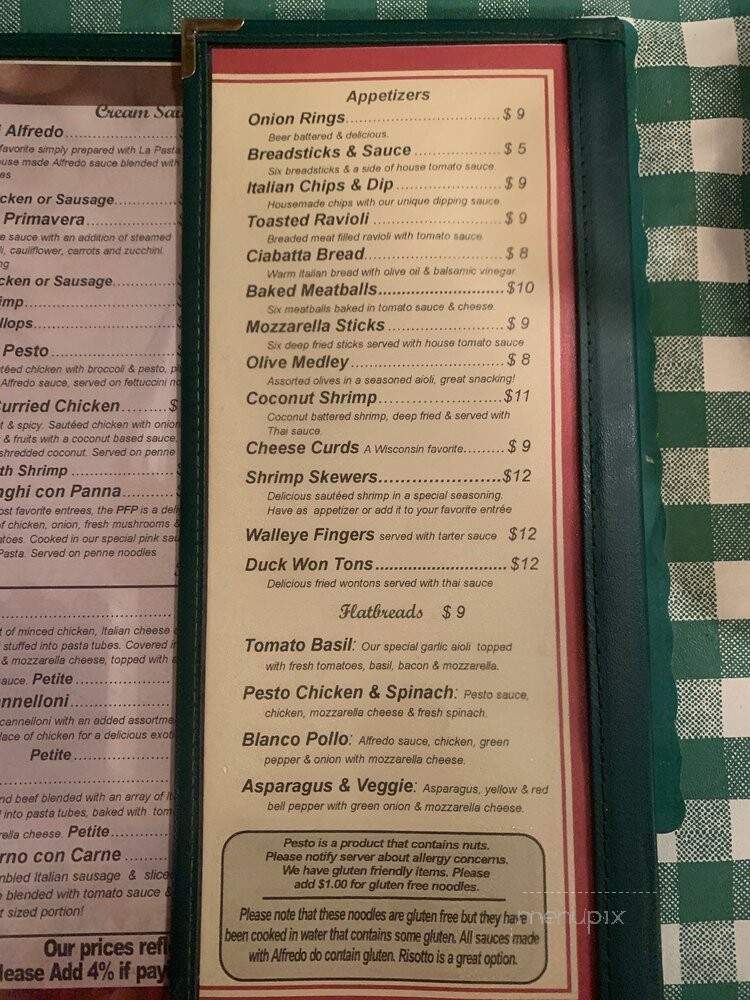 Cream
Alfredo
favorite simply prepared with La Pasta
use made Alfredo sauce blended with
cken or Sausage
Primavera
e sauce with an addition of steamed
li, cauliflower, carrots and zucchini.
ng
cken or Sausage
imp
llops
Pesto
téed chicken with broccoli & pesto,
Alfredo sauce, served on fettuccini
urried Chicken $
t & spicy. Sautéed chicken with onion
& fruits with a coconut based sauce,
shredded coconut. Served on penne
th Shrimp
nghi con Panna
ost favorite entrees, the PFP is a
f chicken, onion, fresh mushrooms &
toes. Cooked in our special pink
Pasta. Served on penne noodles
t of minced chicken, Italian cheese
stuffed into pasta tubes. Covered
& mozzarella cheese, topped with
auce. Petite
nnelloni
cannelloni with an added
lace of chicken for a delicious
Petite
nd beef blended with an array of
into pasta tubes, baked with
rella cheese. Petite
rno con Carne
mbled Italian sausage &
blended with tomato sauce &
t sized portion!
Our prices
lease Add 4% if
Appetizers
Onion Rings................................... $ 9
Beer battered & delicious.
Breadsticks & Sauce .................... $ 5
Six breadsticks & a side of house tomato sauce.
Italian Chips & Dip ........................ $ 9
Housemade chips with our unique dipping sauce.
Toasted Ravioli ............................. $ 9
Breaded meat filled ravioli with tomato sauce
Ciabatta Bread................................ $ 8
Warm Italian bread with olive oil & balsamic vinegar
Baked Meatballs............................ $10
Six meatballs baked in tomato sauce & cheese.
Mozzarella Sticks .......................... $ 9
Six deep fried sticks served with house tomato sauce
Olive Medley................................... $ 8
Assorted olives in a seasoned aioli, great snacking!
Coconut Shrimp............................$11
Coconut battered shrimp, deep fried & served with
Thai sauce.
Cheese Curds A Wisconsin favorite......... $ 9
Shrimp Skewers............................$12
Delicious sautéed shrimp in a special seasoning.
Have as appetizer or add it to your favorite entrée
Walleye Fingers served with tarter sauce $12
Duck Won Tons............................. $12
Delicious fried wontons served with thai sauce
Flatbreads $ 9
Tomato Basil: Our special garlic aioli topped
with fresh tomatoes, basil, bacon & mozzarella.
Pesto Chicken & Spinach: Pesto sauce,
chicken, mozzarella cheese & fresh spinach.
Blanco Pollo: Alfredo sauce, chicken, green
pepper & onion with mozzarella cheese.
Asparagus & Veggie: Asparagus, yellow & red
bell pepper with green onion & mozzarella cheese.
Pesto is a product that contains nuts.
Please notify server about allergy concerns.
We have gluten friendly items. Please
add $1.00 for gluten free noodles.
Please note that these noodles are gluten free but they have
been cooked in water that contains some gluten. All sauces made
with Alfredo do contain gluten. Risotto is a great option.
menupix